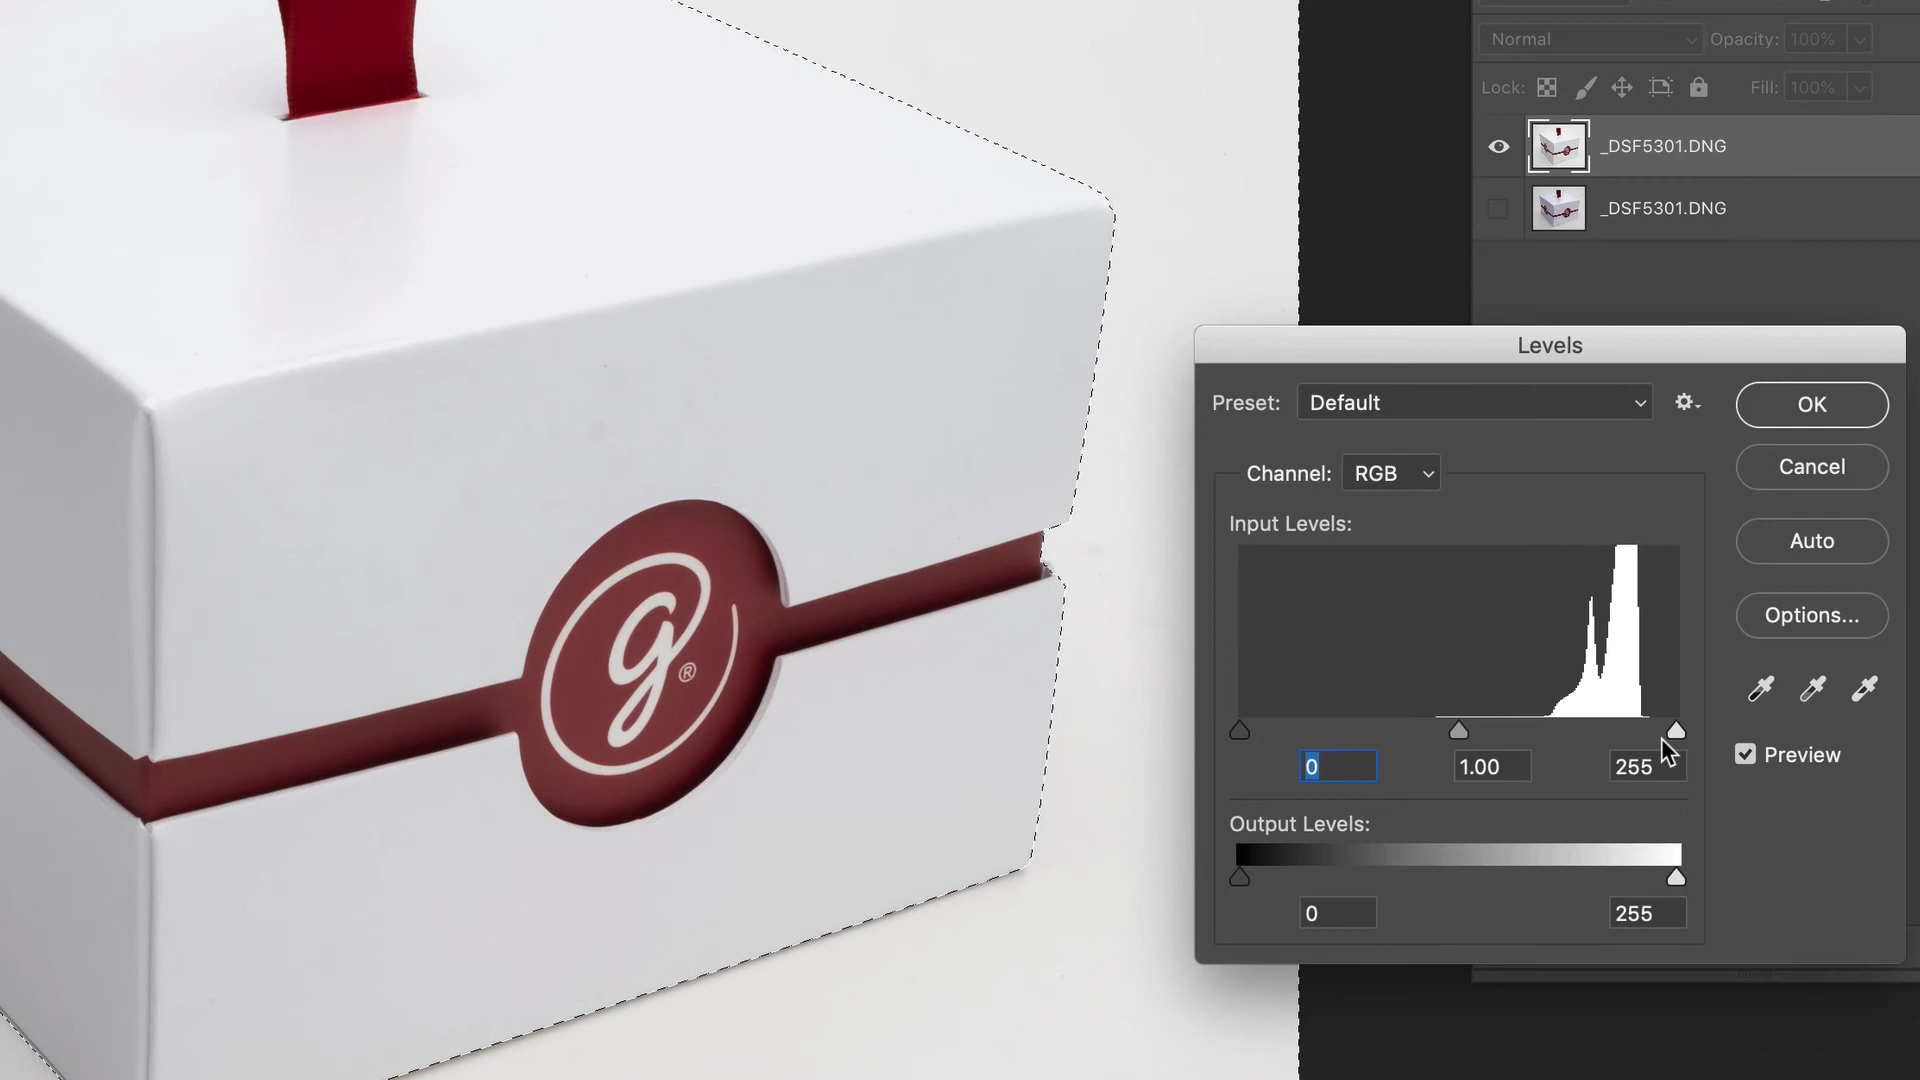 Normal
Opacity: 100%
Lock:
Fill: 100%
_DSF5301.DNG
_DSF5301.DNG
Levels
Preset: Default
OK
Channel: RGB
Cancel
Input Levels:
Auto
Options...
0 1.00 255
Preview
Output Levels:
0 255
g
®